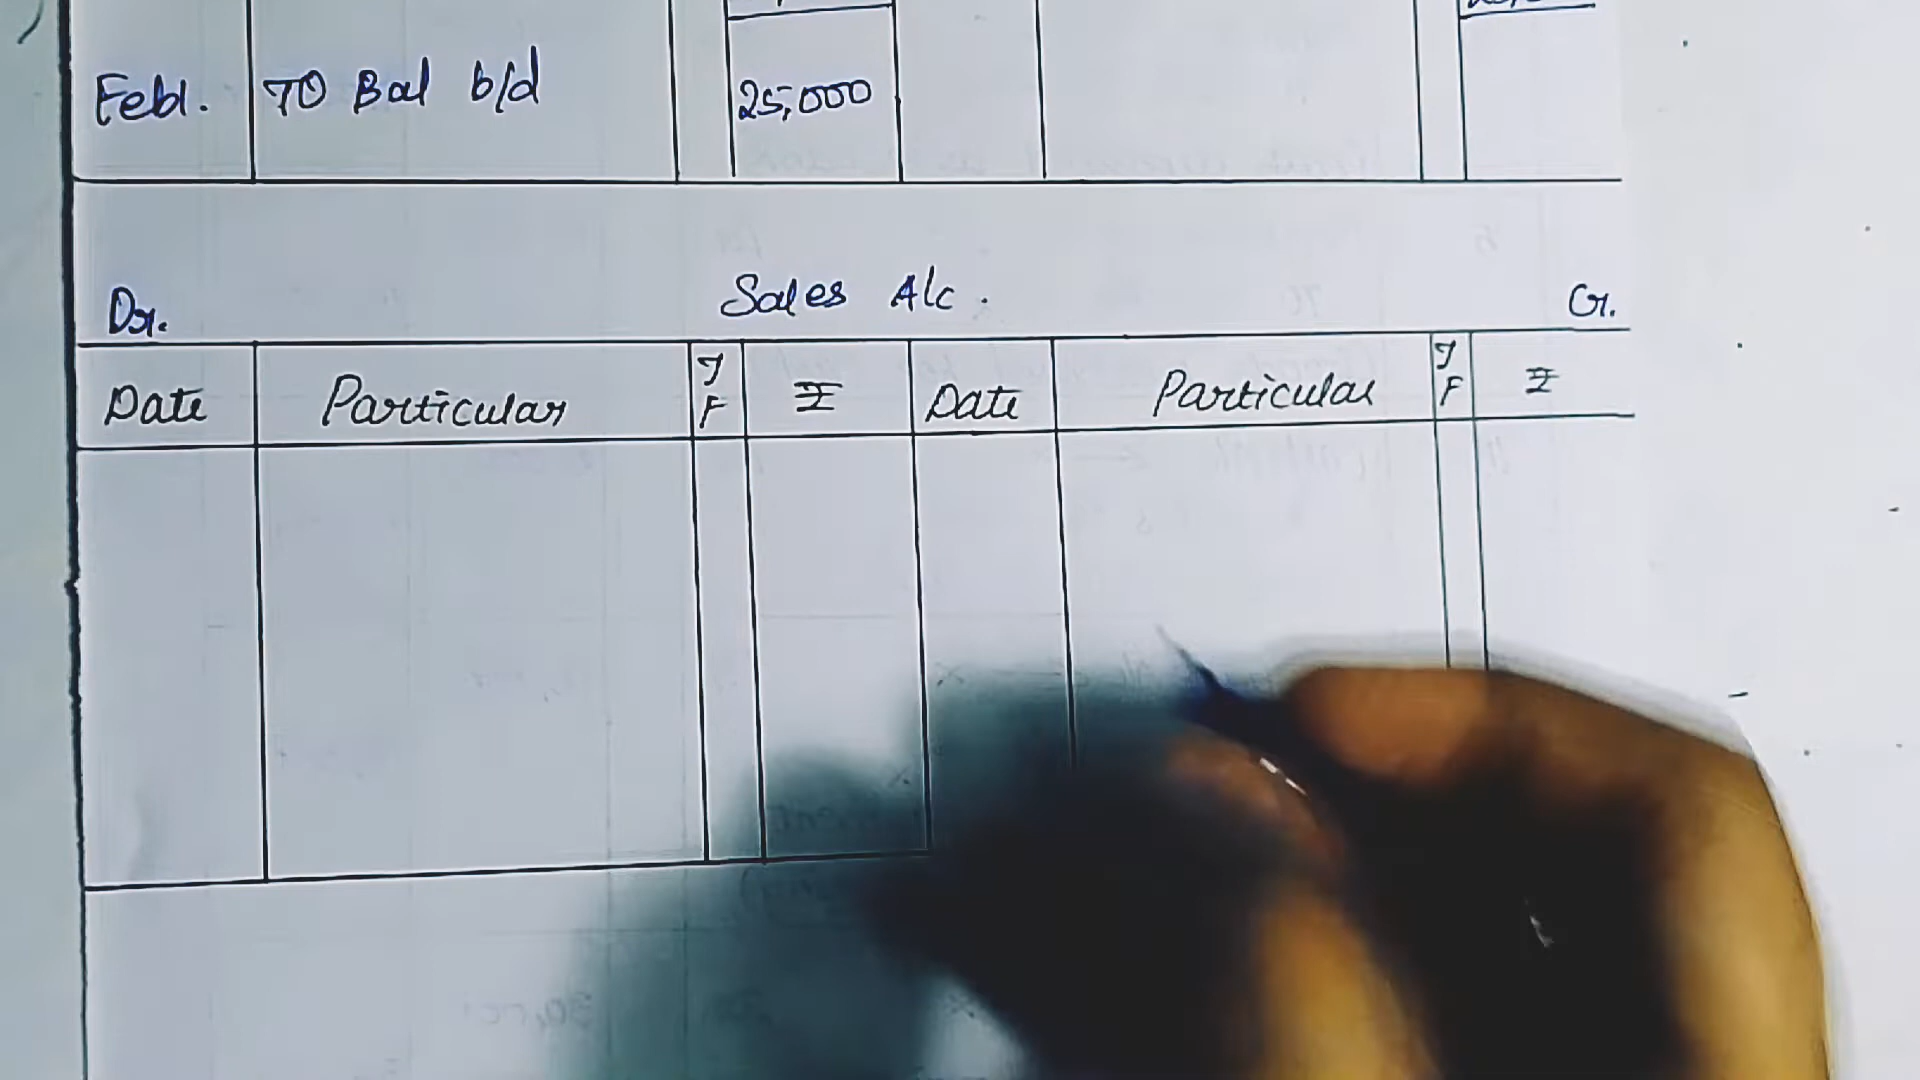 Feb1. To Bal b/d 25,000
Dr. Sales A/c. Cr.
Date Particular J F ₹ Date Particular J F ₹